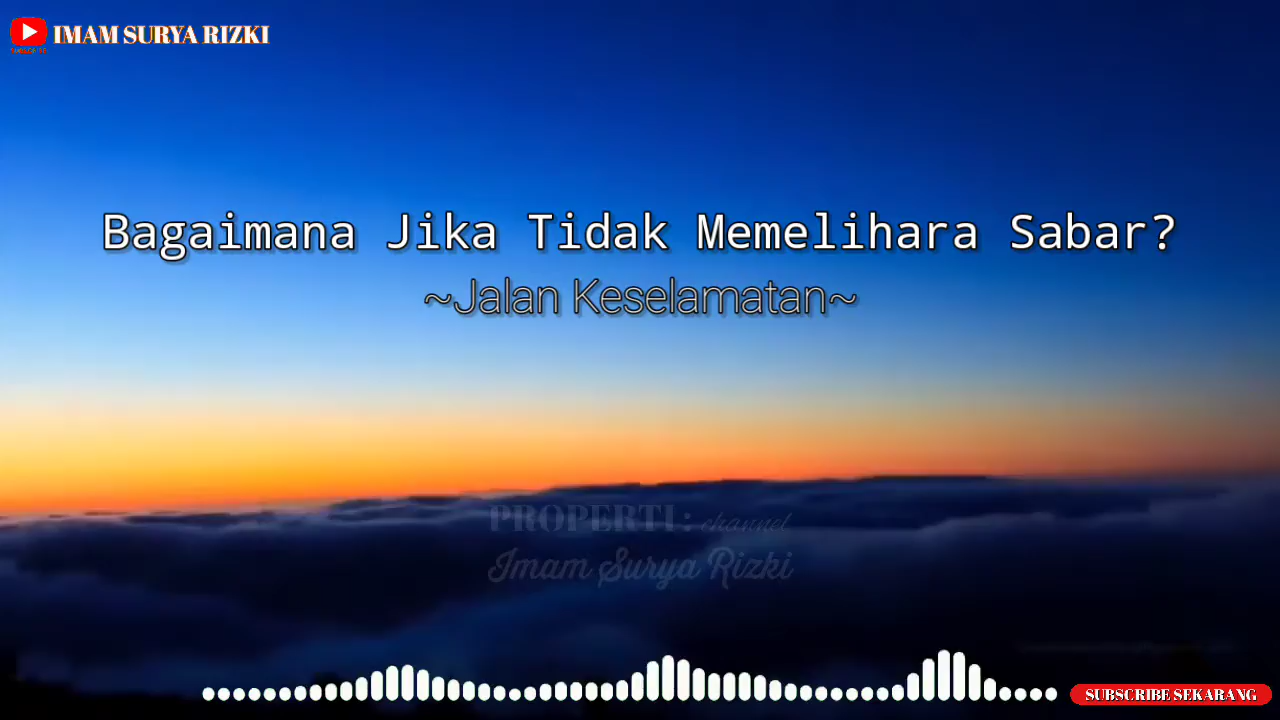 IMAM SURYA RIZKI
Bagaimana Jika Tidak Memelihara Sabar?
~Jalan Keselamatan~
PROPERTI : channel
Imam Surya Rizki
SUBSCRIBE SEKARANG